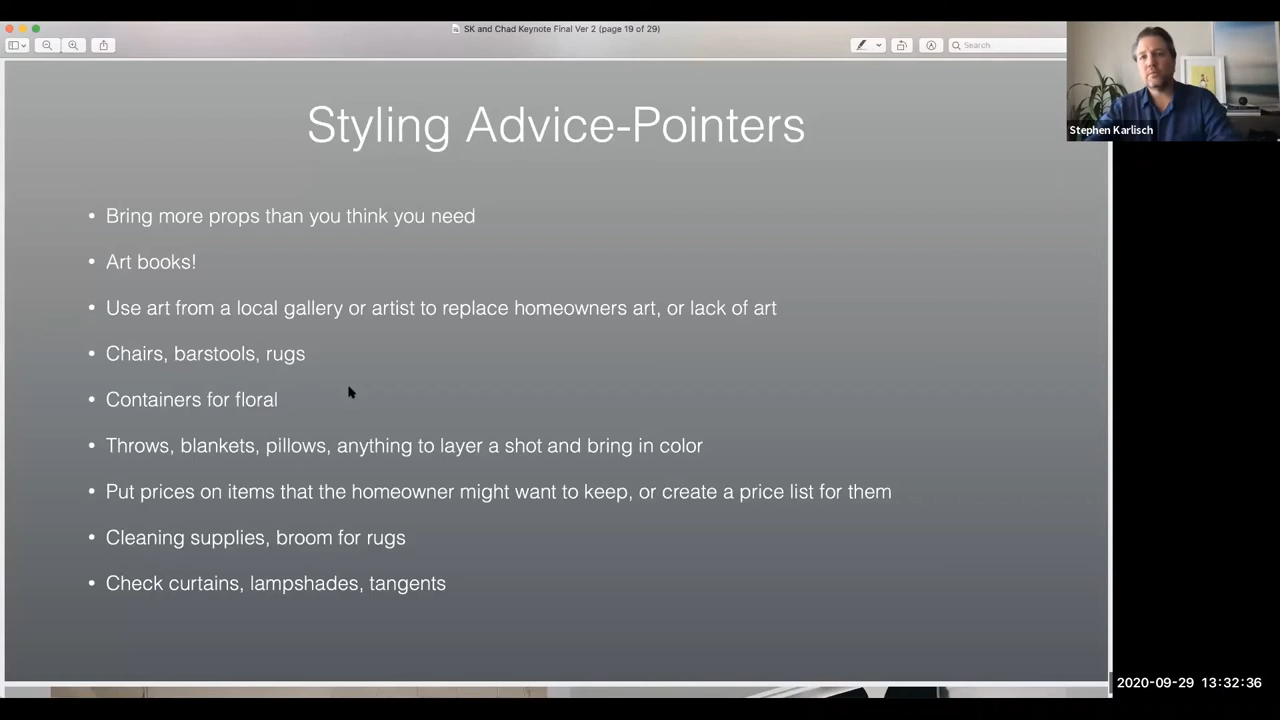 SK and Chad Keynote Final Ver 2 (page 19 of 29)
Search
Stephen Karlisch
Styling Advice-Pointers
• Bring more props than you think you need
• Art books!
• Use art from a local gallery or artist to replace homeowners art, or lack of art
• Chairs, barstools, rugs
• Containers for floral
• Throws, blankets, pillows, anything to layer a shot and bring in color
• Put prices on items that the homeowner might want to keep, or create a price list for them
• Cleaning supplies, broom for rugs
• Check curtains, lampshades, tangents
2020-09-29 13:32:36